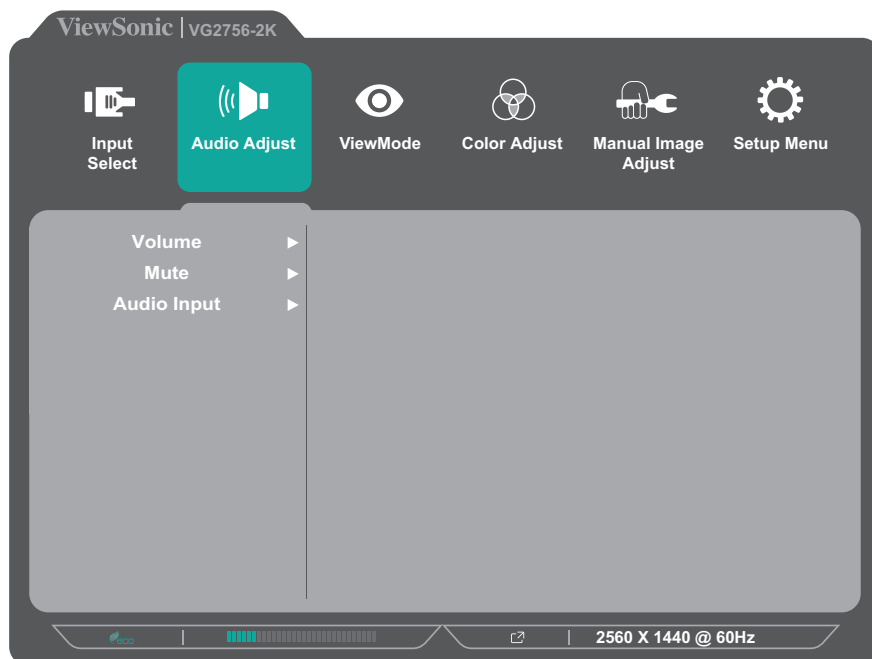 ViewSonic | VG2756-2K
Input Select
Audio Adjust
ViewMode
Color Adjust
Manual Image Adjust
Setup Menu
Volume
Mute
Audio Input
eco
2560 X 1440 @ 60Hz